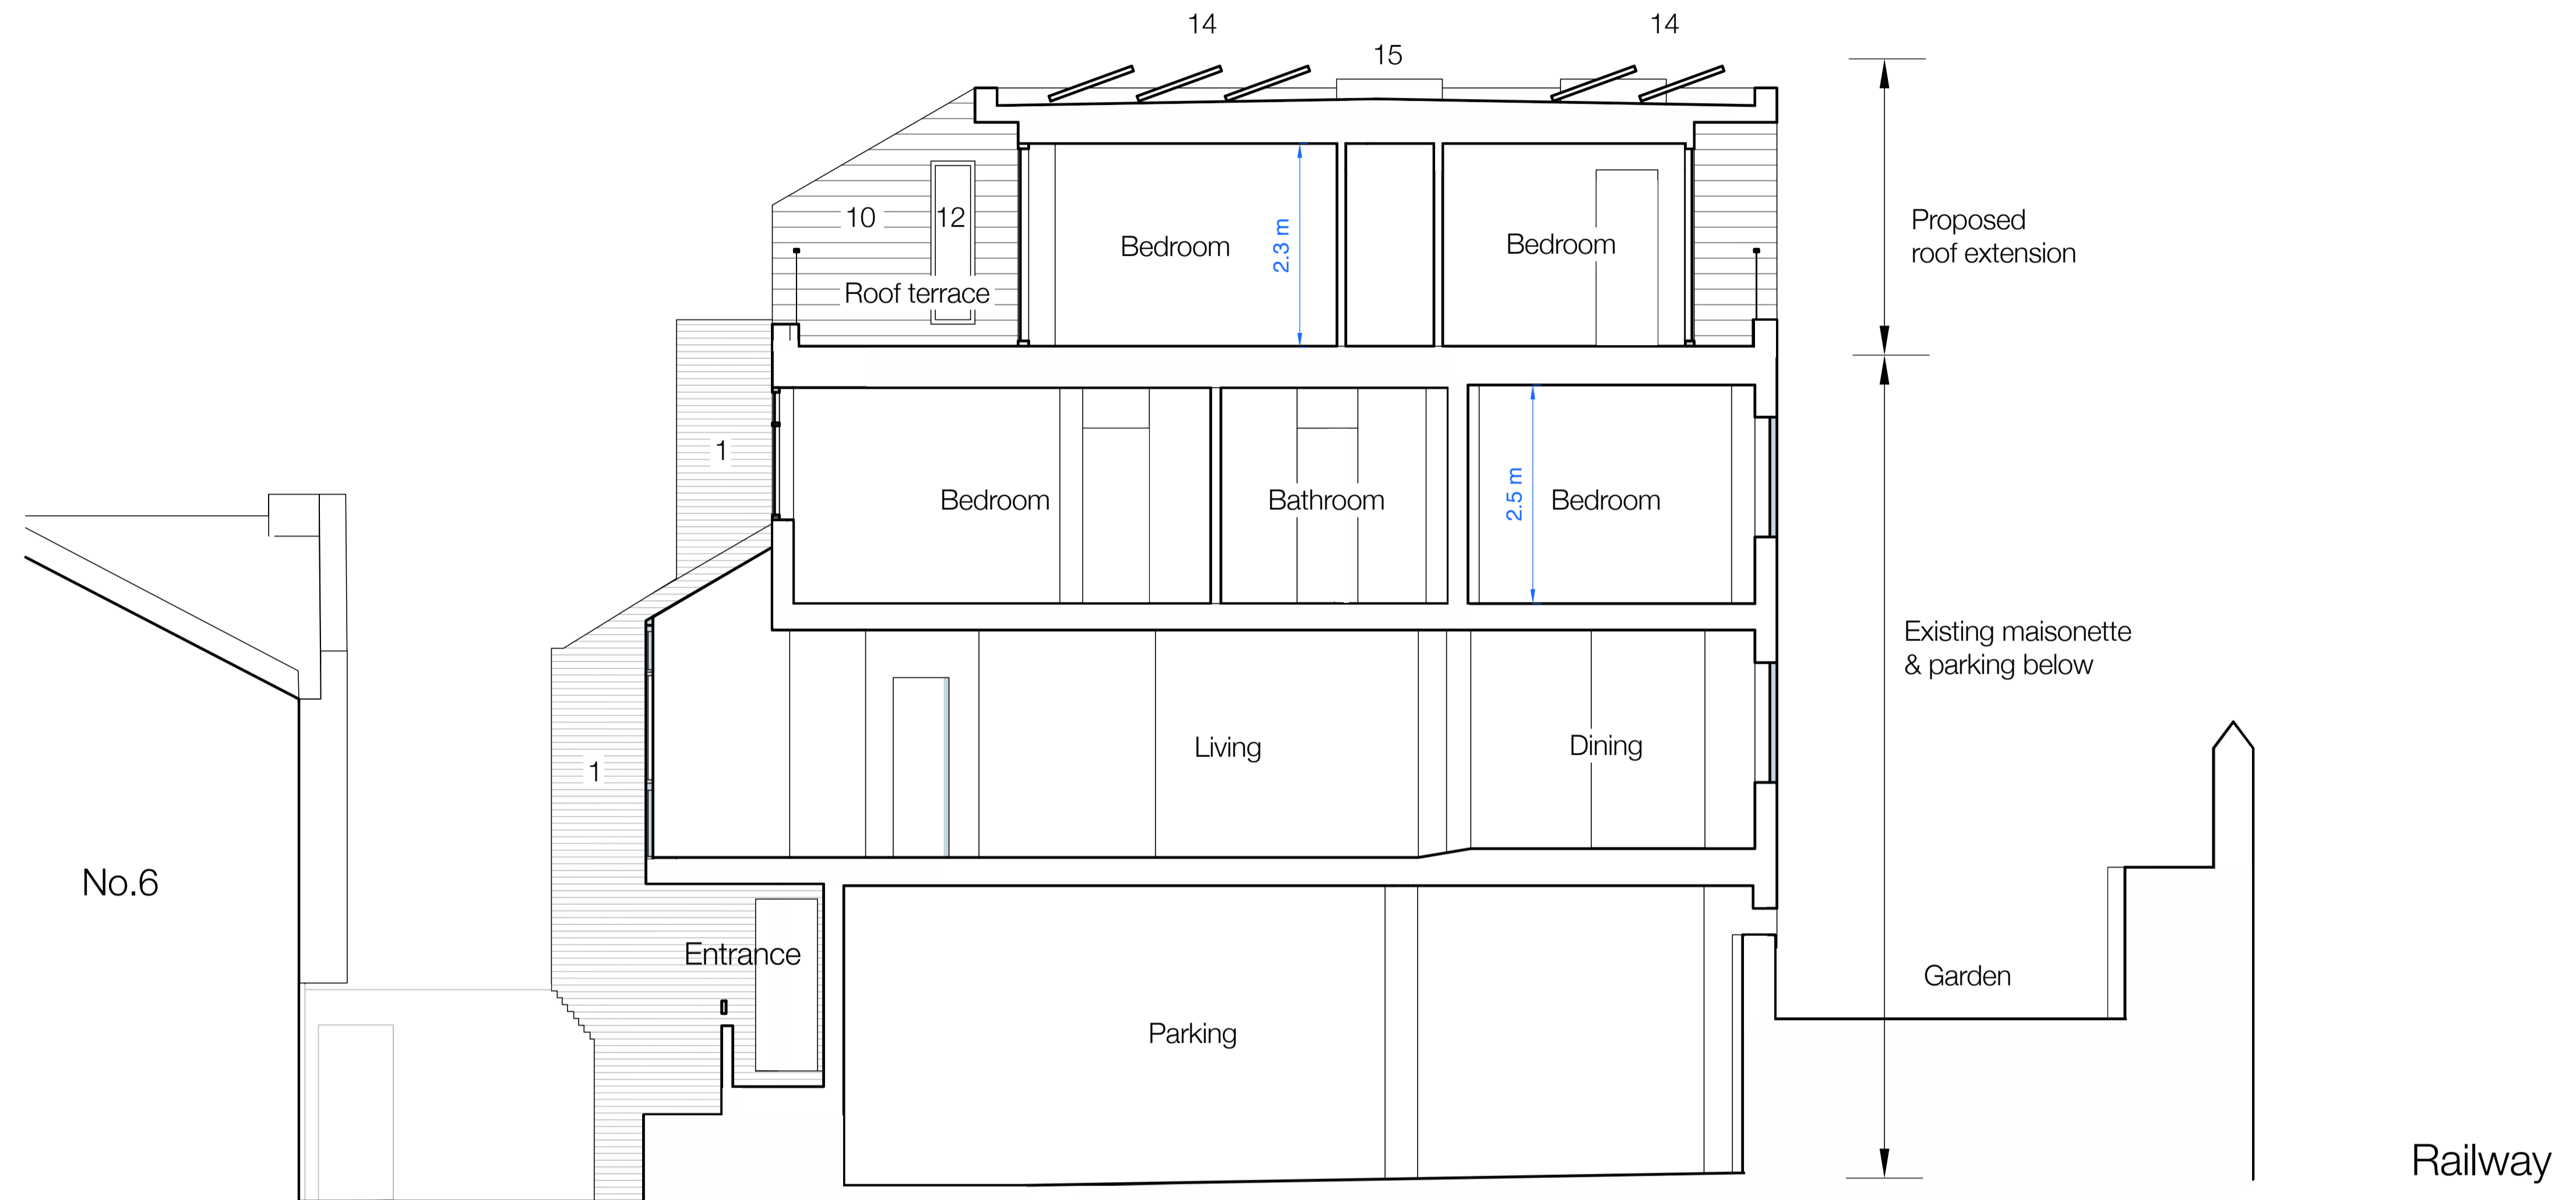 14
14
15
10
12
Roof terrace
Bedroom
2.3 m
Bedroom
Proposed
roof extension
1
Bedroom
Bathroom
2.5 m
Bedroom
Existing maisonette
& parking below
1
Living
Dining
No.6
Entrance
Parking
Garden
Railway